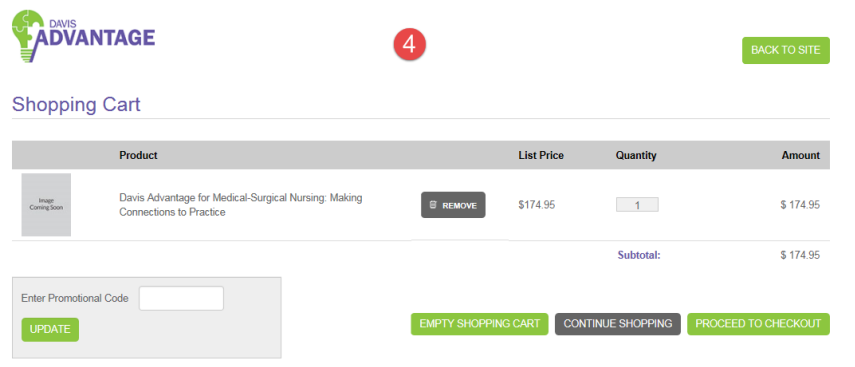 DAVIS
ADVANTAGE
4
BACK TO SITE
Shopping Cart
Product List Price Quantity Amount
Image
Coming Soon
Davis Advantage for Medical-Surgical Nursing: Making
Connections to Practice
REMOVE $174.95 1 $ 174.95
Subtotal: $ 174.95
Enter Promotional Code
UPDATE
EMPTY SHOPPING CART CONTINUE SHOPPING PROCEED TO CHECKOUT